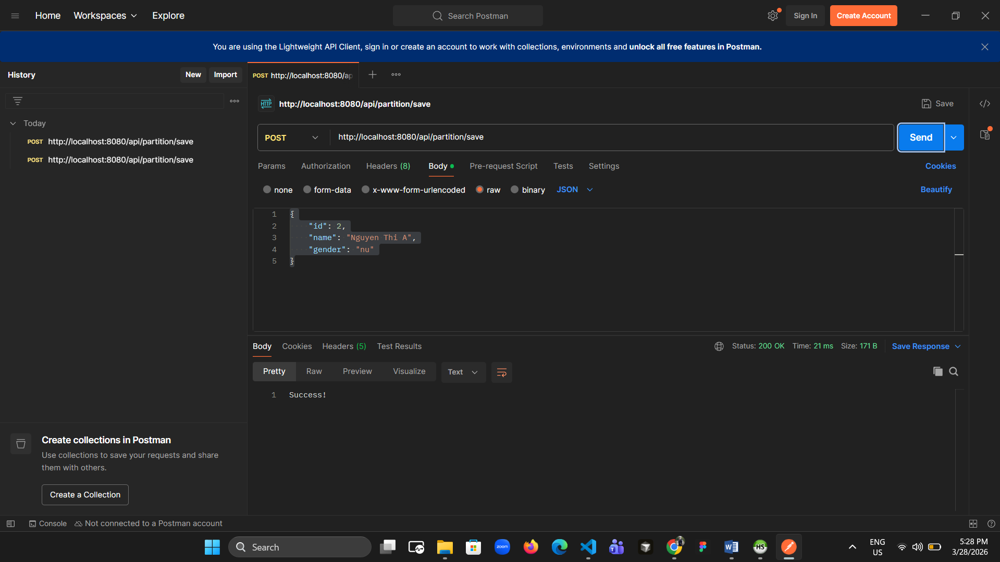 Home Workspaces Explore Search Postman Sign In Create Account
You are using the Lightweight API Client, sign in or create an account to work with collections, environments and unlock all free features in Postman.
History New Import
POST http://localhost:8080/ap
http://localhost:8080/api/partition/save Save
Today
POST http://localhost:8080/api/partition/save
POST http://localhost:8080/api/partition/save
POST http://localhost:8080/api/partition/save Send
Params Authorization Headers (8) Body Pre-request Script Tests Settings Cookies
none form-data x-www-form-urlencoded raw binary JSON Beautify
1 {
2 "id": 2,
3 "name": "Nguyen Thi A",
4 "gender": "nu"
5 }
Body Cookies Headers (5) Test Results Status: 200 OK Time: 21 ms Size: 171 B Save Response
Pretty Raw Preview Visualize Text
1 Success!
Create collections in Postman
Use collections to save your requests and share
them with others.
Create a Collection
Console Not connected to a Postman account
Search zoom HS ENG
US
5:28 PM
3/28/2026